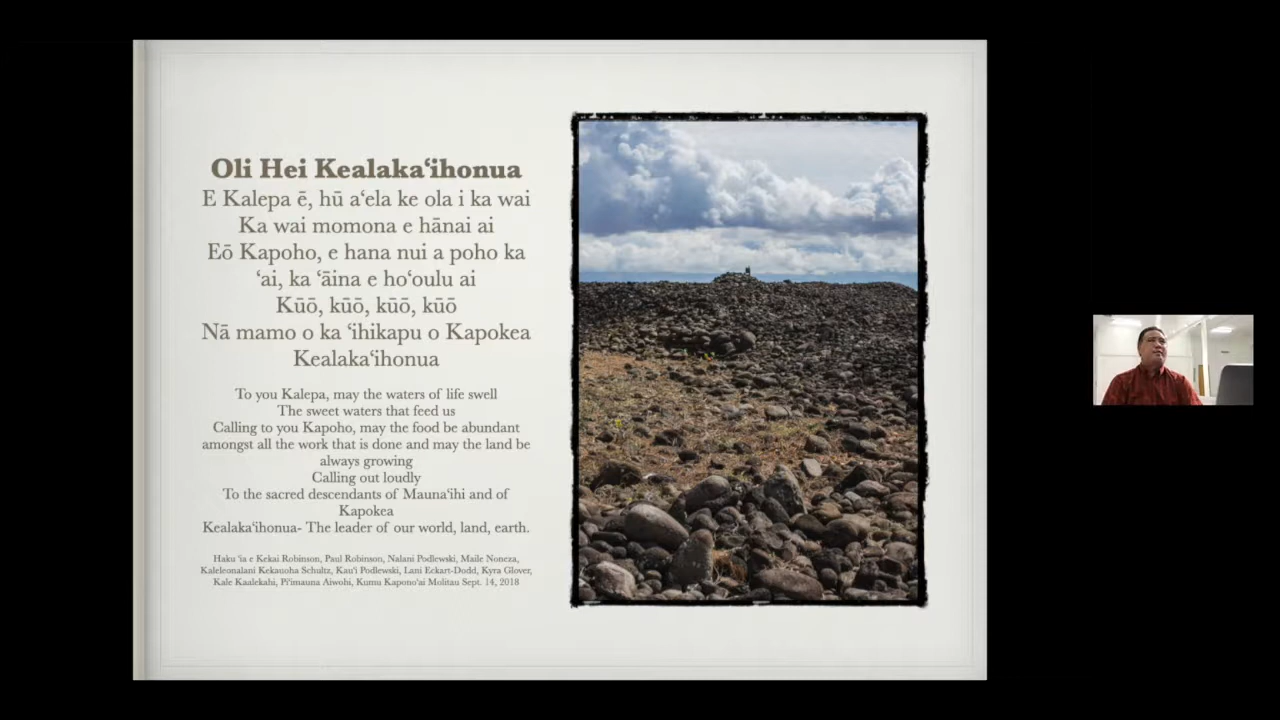 Oli Hei Kealakaʻihonua
E Kalepa ē, hū aʻela ke ola i ka wai
Ka wai momona e hānai ai
Eō Kapoho, e hana nui a poho ka
ʻai, ka ʻāina e hoʻoulu ai
Kūō, kūō, kūō, kūō
Nā mamo o ka ʻihikapu o Kapokea
Kealakaʻihonua
To you Kalepa, may the waters of life swell
The sweet waters that feed us
Calling to you Kapoho, may the food be abundant
amongst all the work that is done and may the land be
always growing
Calling out loudly
To the sacred descendants of Maunaʻihi and of
Kapokea
Kealakaʻihonua- The leader of our world, land, earth.
Haku ʻia e Kekai Robinson, Paul Robinson, Nalani Podlewski, Maile Noneza,
Kaleleonalani Kekauoha Schultz, Kauʻi Podlewski, Lani Eckart-Dodd, Kyra Glover,
Kale Kaalekahi, Piʻimauna Aiwohi, Kumu Kaponoʻai Molitau Sept. 14, 2018